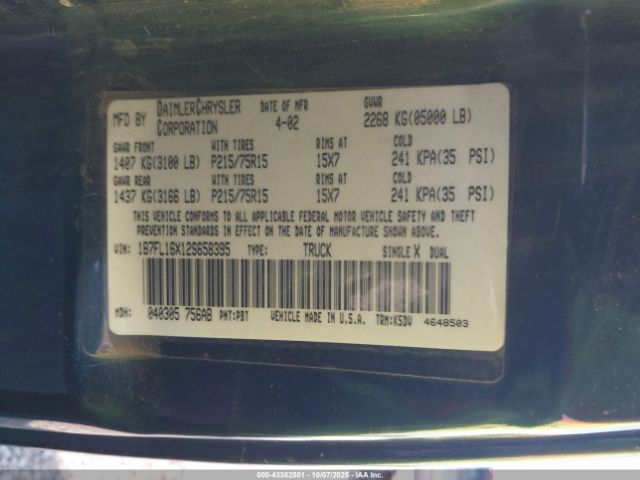 MFD BY DAIMLERCHRYSLER CORPORATION DATE OF MFR 4-02 GVWR 2268 KG(05000 LB)
GAWR FRONT WITH TIRES RIMS AT COLD
1407 KG(3100 LB) P215/75R15 15X7 241 KPA(35 PSI)
GAWR REAR WITH TIRES RIMS AT COLD
1437 KG(3166 LB) P215/75R15 15X7 241 KPA(35 PSI)
THIS VEHICLE CONFORMS TO ALL APPLICABLE FEDERAL MOTOR VEHICLE SAFETY AND THEFT
PREVENTION STANDARDS IN EFFECT ON THE DATE OF MANUFACTURE SHOWN ABOVE.
VIN: 1B7FL16X12S658395 TYPE: TRUCK SINGLE X DUAL
MDH: 040305 756AB PNT:PBT VEHICLE MADE IN U.S.A. TRM:K5DV 4648503
000-43382501 - 10/07/2025 - IAAI, Inc.